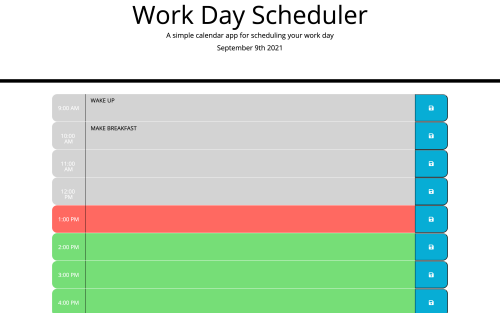 Work Day Scheduler
A simple calendar app for scheduling your work day
September 9th 2021
9:00 AM
WAKE UP
10:00
AM
MAKE BREAKFAST
11:00
AM
12:00
PM
1:00 PM
2:00 PM
3:00 PM
4:00 PM